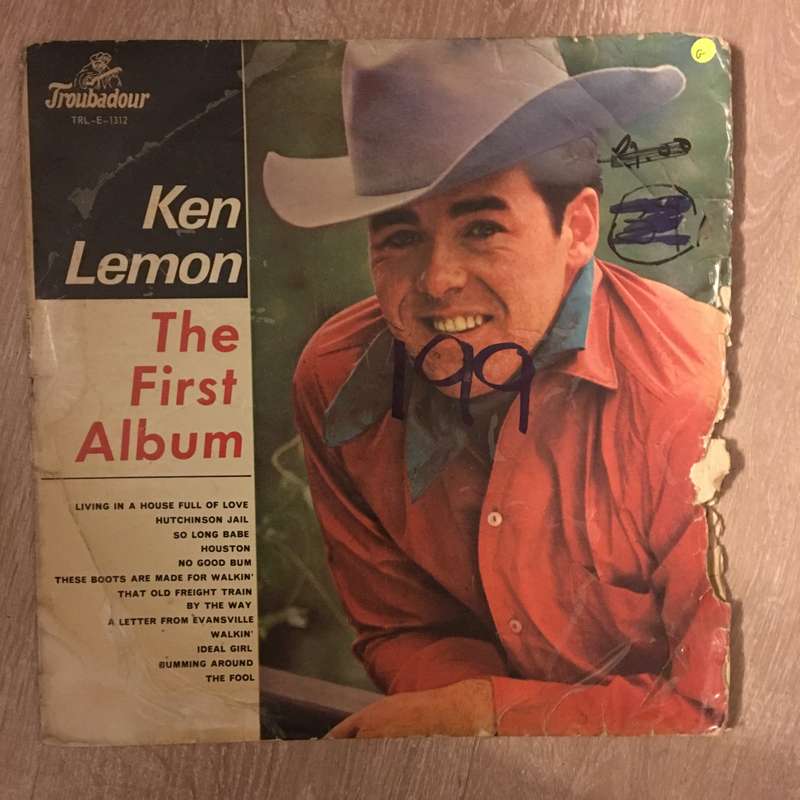 Troubadour
TRL-E-1312
Ken
Lemon
The
First
Album
LIVING IN A HOUSE FULL OF LOVE
HUTCHINSON JAIL
SO LONG BABE
HOUSTON
NO GOOD BUM
THESE BOOTS ARE MADE FOR WALKIN'
THAT OLD FREIGHT TRAIN
BY THE WAY
A LETTER FROM EVANSVILLE
WALKIN'
IDEAL GIRL
BUMMING AROUND
THE FOOL
199
G-